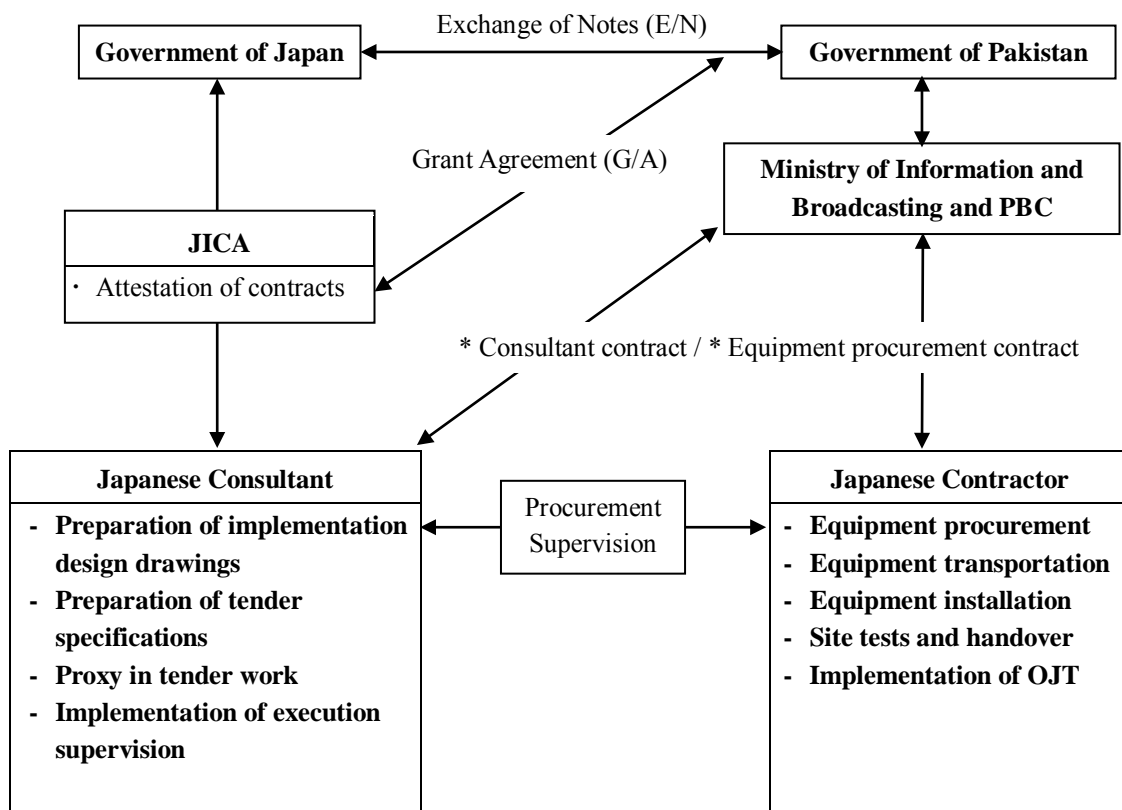 Exchange of Notes (E/N)
Government of Japan
Government of Pakistan
Grant Agreement (G/A)
Ministry of Information and
Broadcasting and PBC
JICA
・ Attestation of contracts
* Consultant contract / * Equipment procurement contract
Japanese Consultant
- Preparation of implementation
design drawings
- Preparation of tender
specifications
- Proxy in tender work
- Implementation of execution
supervision
Procurement
Supervision
Japanese Contractor
- Equipment procurement
- Equipment transportation
- Equipment installation
- Site tests and handover
- Implementation of OJT